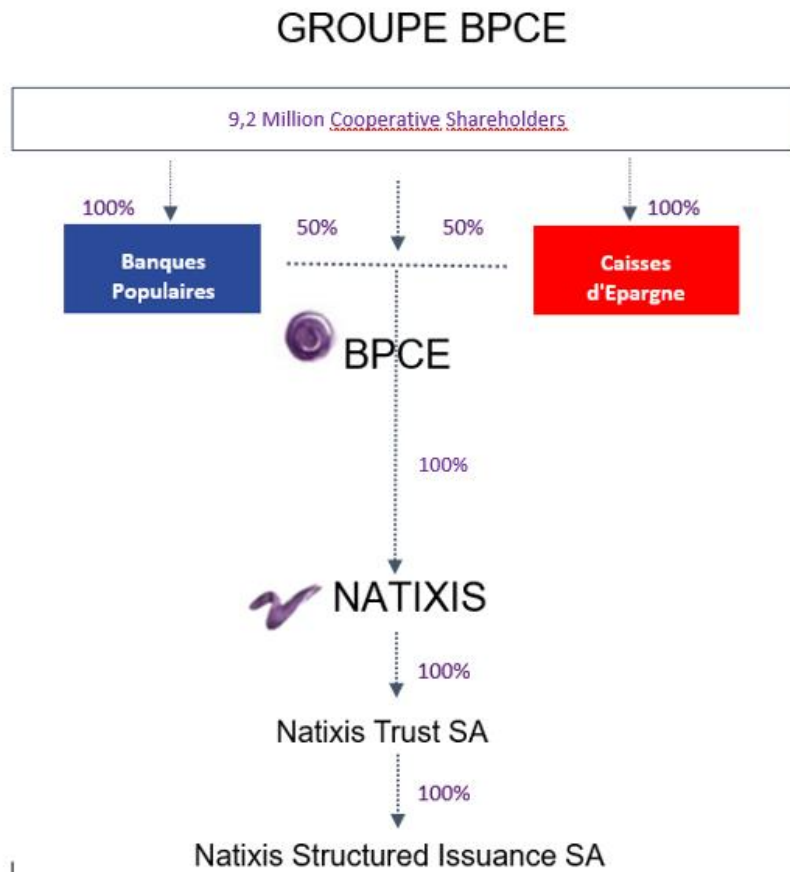 GROUPE BPCE
9,2 Million Cooperative Shareholders
100%
50%
50%
100%
Banques
Populaires
Caisses
d'Epargne
BPCE
100%
NATIXIS
100%
Natixis Trust SA
100%
Natixis Structured Issuance SA